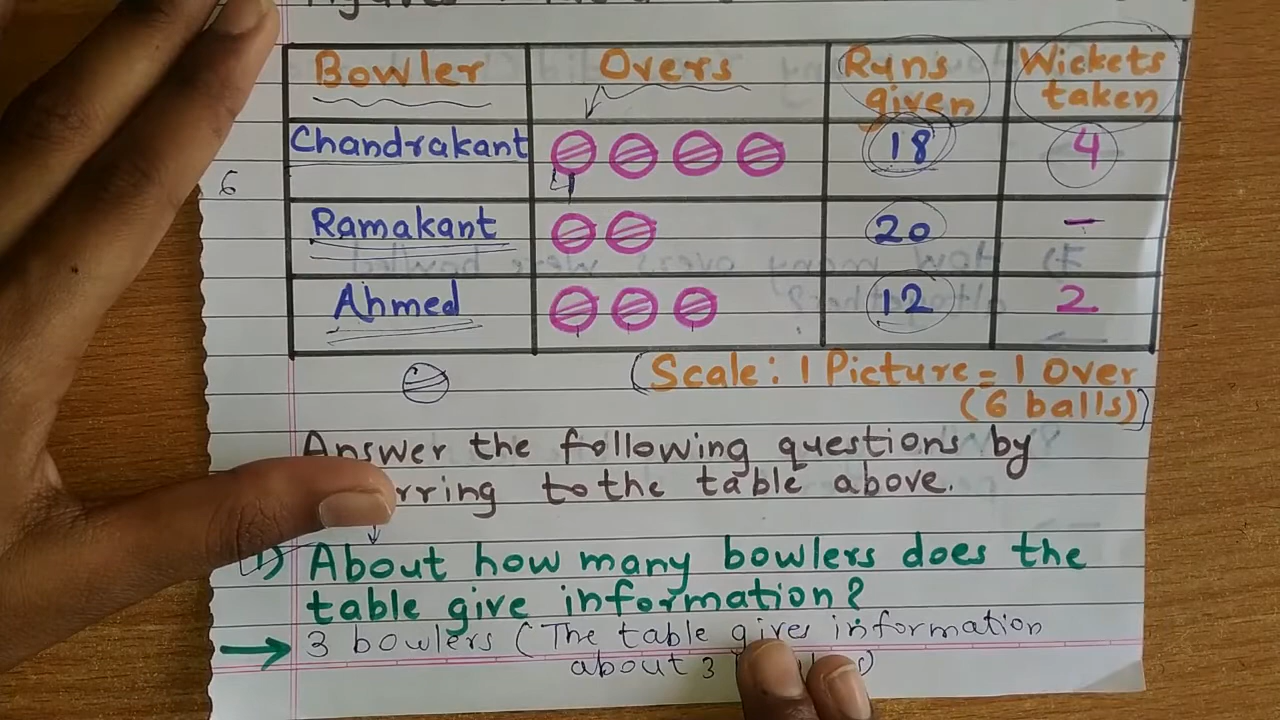 Bowler Overs Runs given Wickets taken
Chandrakant 18 4
6
Ramakant 20 –
Ahmed 12 2
(Scale: 1 Picture = 1 Over
(6 balls))
Answer the following questions by
rring to the table above.
1) About how many bowlers does the
table give information?
→ 3 bowlers (The table gives information
about 3